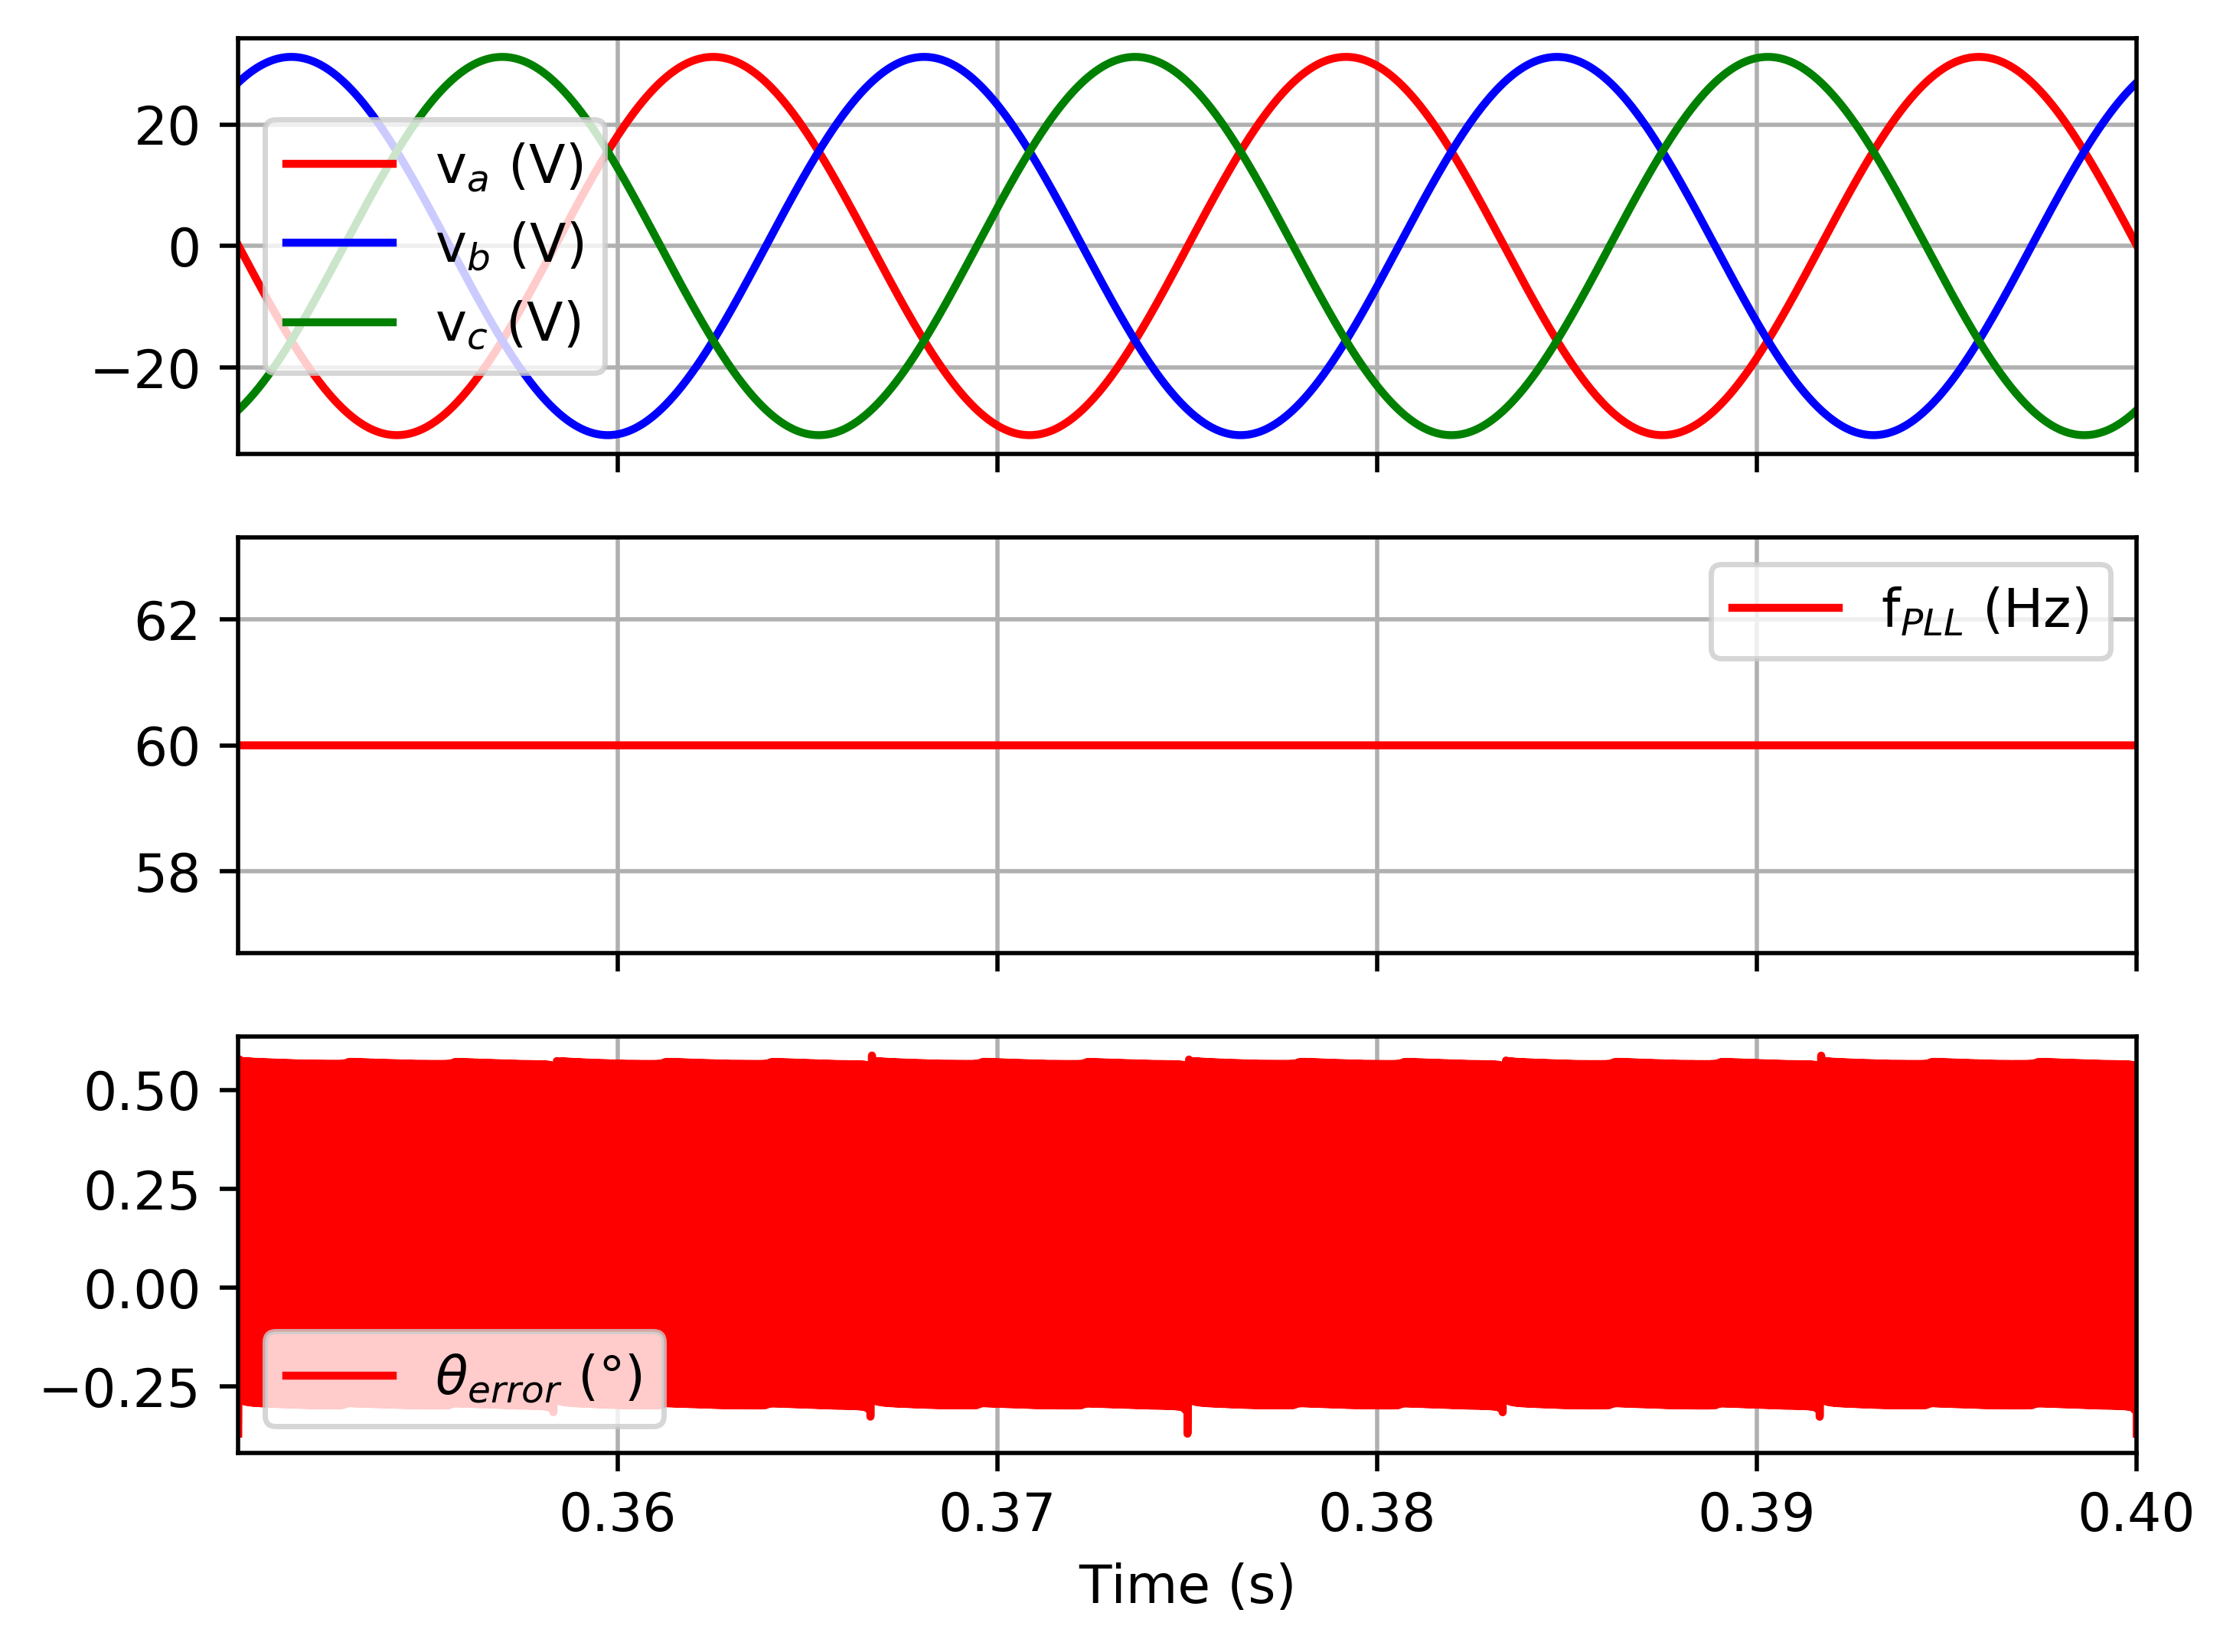 20
0
−20
v_a (V)
v_b (V)
v_c (V)
62
60
58
f_PLL (Hz)
0.50
0.25
0.00
−0.25
θ_error (°)
0.36 0.37 0.38 0.39 0.40
Time (s)